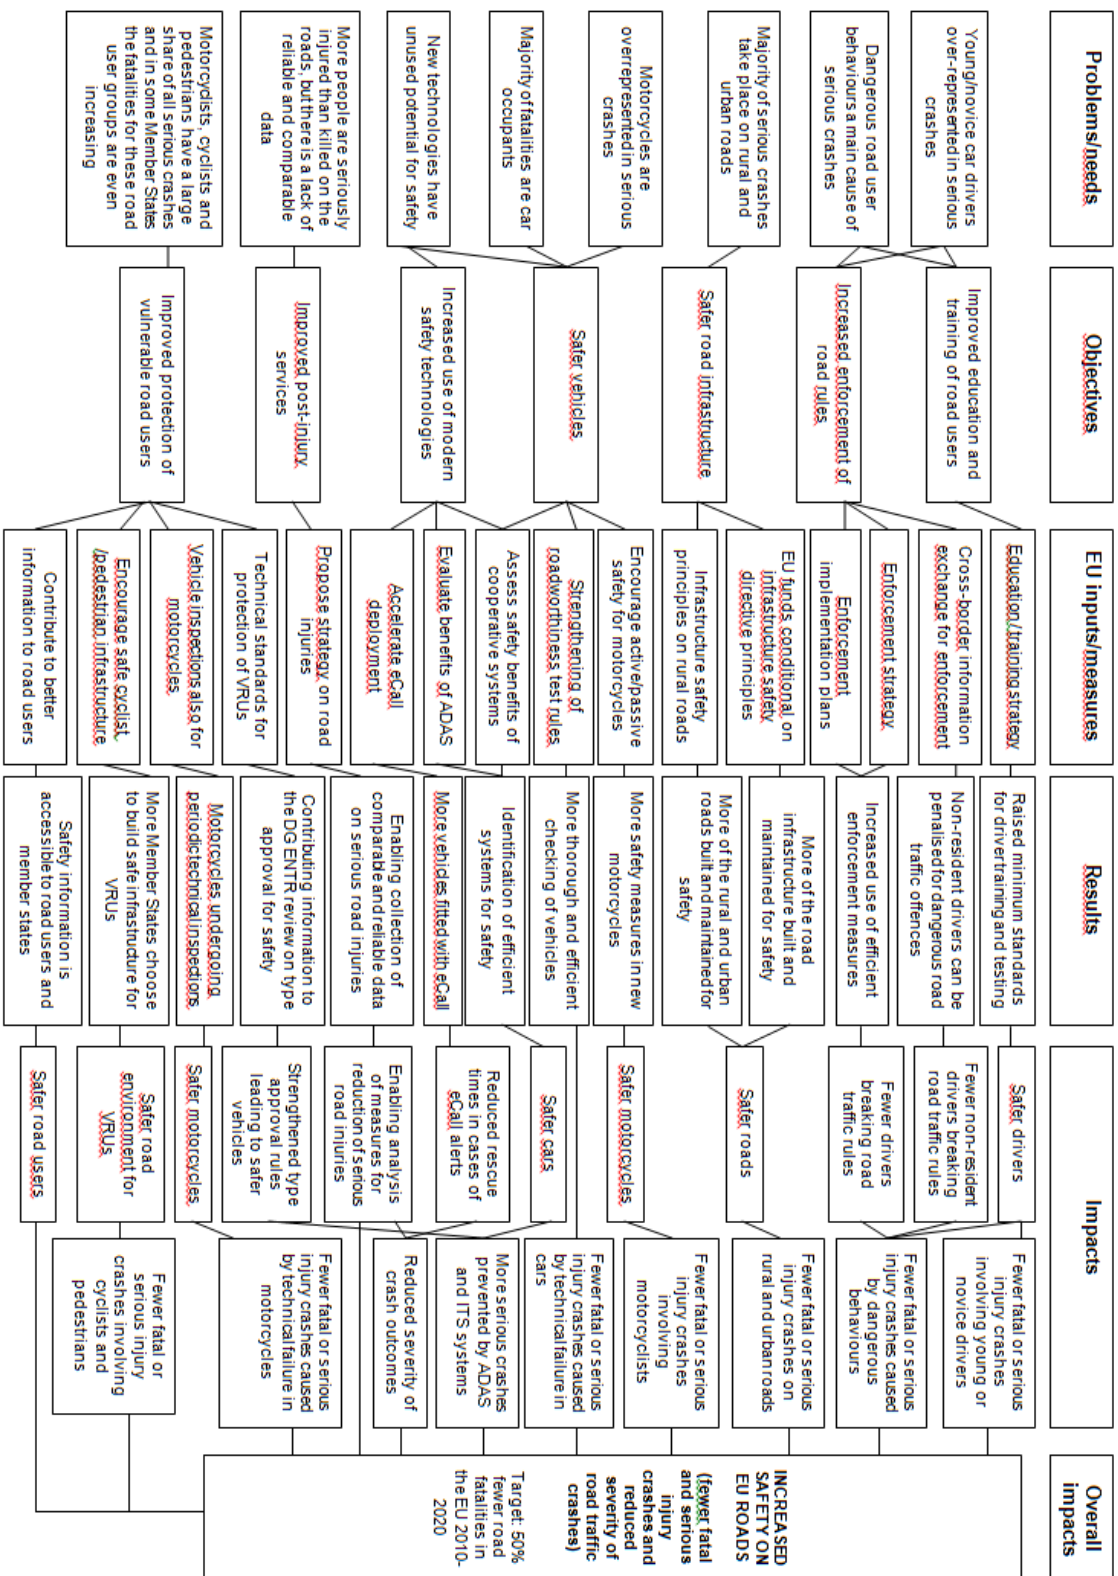 Problems/needs
Young/novice car drivers
over-represented in serious
crashes
Dangerous road user
behaviours a main cause of
serious crashes
Majority of serious crashes
take place on rural and
urban roads
Motorcycles are
overrepresented in serious
crashes
Majority of fatalities are car
occupants
New technologies have
unused potential for safety
More people are seriously
injured than killed on the
roads, but there is a lack of
reliable and comparable
data
Motorcyclists, cyclists and
pedestrians have a large
share of all serious crashes
and in some Member States
the fatalities for these road
user groups are even
increasing
Objectives
Improved education and
training of road users
Increased enforcement of
road rules
Safer road infrastructure
Safer vehicles
Increased use of modern
safety technologies
Improved post-injury
services
Improved protection of
vulnerable road users
EU inputs/measures
Education/training strategy
Cross-border information
exchange for enforcement
Enforcement strategy
Enforcement
implementation plans
EU funds conditional on
infrastructure safety
directive principles
Infrastructure safety
principles on rural roads
Encourage active/passive
safety for motorcycles
Strengthening of
roadworthiness test rules
Assess safety benefits of
cooperative systems
Evaluate benefits of ADAS
Accelerate eCall
deployment
Propose strategy on road
injuries
Technical standards for
protection of VRUs
Vehicle inspections also for
motorcycles
Encourage safe cyclist
/pedestrian infrastructure
Contribute to better
information to road users
Results
Raised minimum standards
for driver training and testing
Non-resident drivers can be
penalised for dangerous road
traffic offences
Increased use of efficient
enforcement measures
More of the road
infrastructure built and
maintained for safety
More of the rural and urban
roads built and maintained for
safety
More safety measures in new
motorcycles
More thorough and efficient
checking of vehicles
Identification of efficient
systems for safety
More vehicles fitted with eCall
Enabling collection of
comparable and reliable data
on serious road injuries
Contributing information to
the DG ENTR review on type
approval for safety
Motorcycles undergoing
periodic technical inspections
More Member States choose
to build safe infrastructure for
VRUs
Safety information is
accessible to road users and
member states
Impacts
Safer drivers
Fewer non-resident
drivers breaking
road traffic rules
Fewer drivers
breaking road
traffic rules
Safer roads
Safer motorcycles
Safer cars
Reduced rescue
times in cases of
eCall alerts
Enabling analysis
of measures for
reduction of serious
road injuries
Strengthened type
approval rules
leading to safer
vehicles
Safer motorcycles
Safer road
environment for
VRUs
Safer road users
Fewer fatal or serious
injury crashes
involving young or
novice drivers
Fewer fatal or serious
injury crashes caused
by dangerous
behaviours
Fewer fatal or serious
injury crashes on
rural and urban roads
Fewer fatal or serious
injury crashes
involving
motorcyclists
Fewer fatal or serious
injury crashes caused
by technical failure in
cars
More serious crashes
prevented by ADAS
and ITS systems
Reduced severity of
crash outcomes
Fewer fatal or serious
injury crashes caused
by technical failure in
motorcycles
Fewer fatal or
serious injury
crashes involving
cyclists and
pedestrians
Overall
impacts
INCREASED
SAFETY ON
EU ROADS
(fewer fatal
and serious
injury
crashes and
reduced
severity of
road traffic
crashes)
Target: 50%
fewer road
fatalities in
the EU 2010-
2020